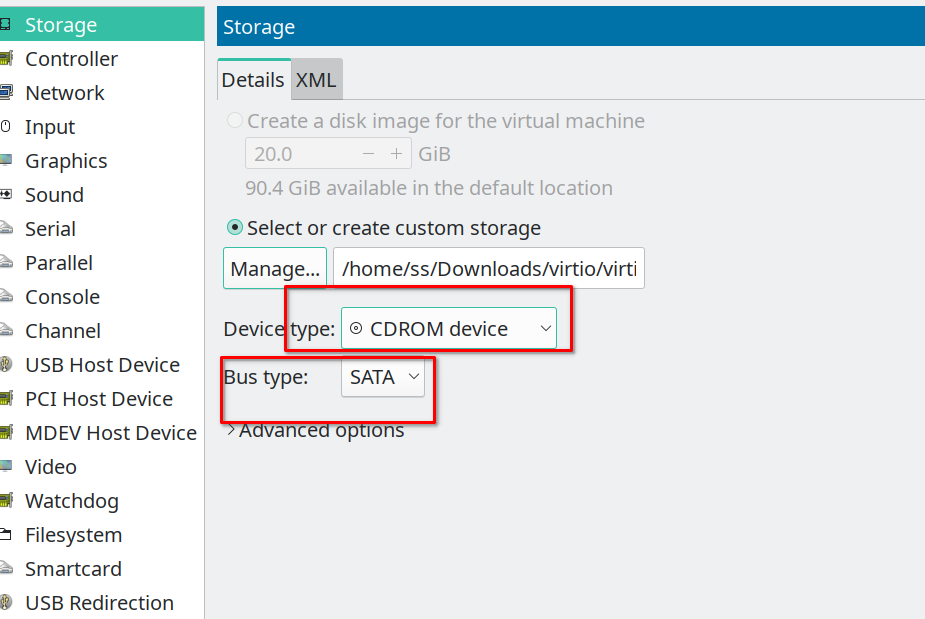 Storage
Controller
Network
Input
Graphics
Sound
Serial
Parallel
Console
Channel
USB Host Device
PCI Host Device
MDEV Host Device
Video
Watchdog
Filesystem
Smartcard
USB Redirection
Storage
Details XML
Create a disk image for the virtual machine
20.0 − + GiB
90.4 GiB available in the default location
Select or create custom storage
Manage... /home/ss/Downloads/virtio/virti
Device type: CDROM device
Bus type: SATA
Advanced options